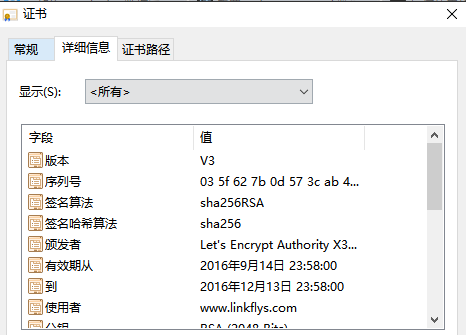 证书
常规 详细信息 证书路径
显示(S): <所有>
字段 值
版本 V3
序列号 03 5f 62 7b 0d 57 3c ab 4...
签名算法 sha256RSA
签名哈希算法 sha256
颁发者 Let's Encrypt Authority X3...
有效期从 2016年9月14日 23:58:00
到 2016年12月13日 23:58:00
使用者 www.linkflys.com
公钥 RSA (2048 Bits)